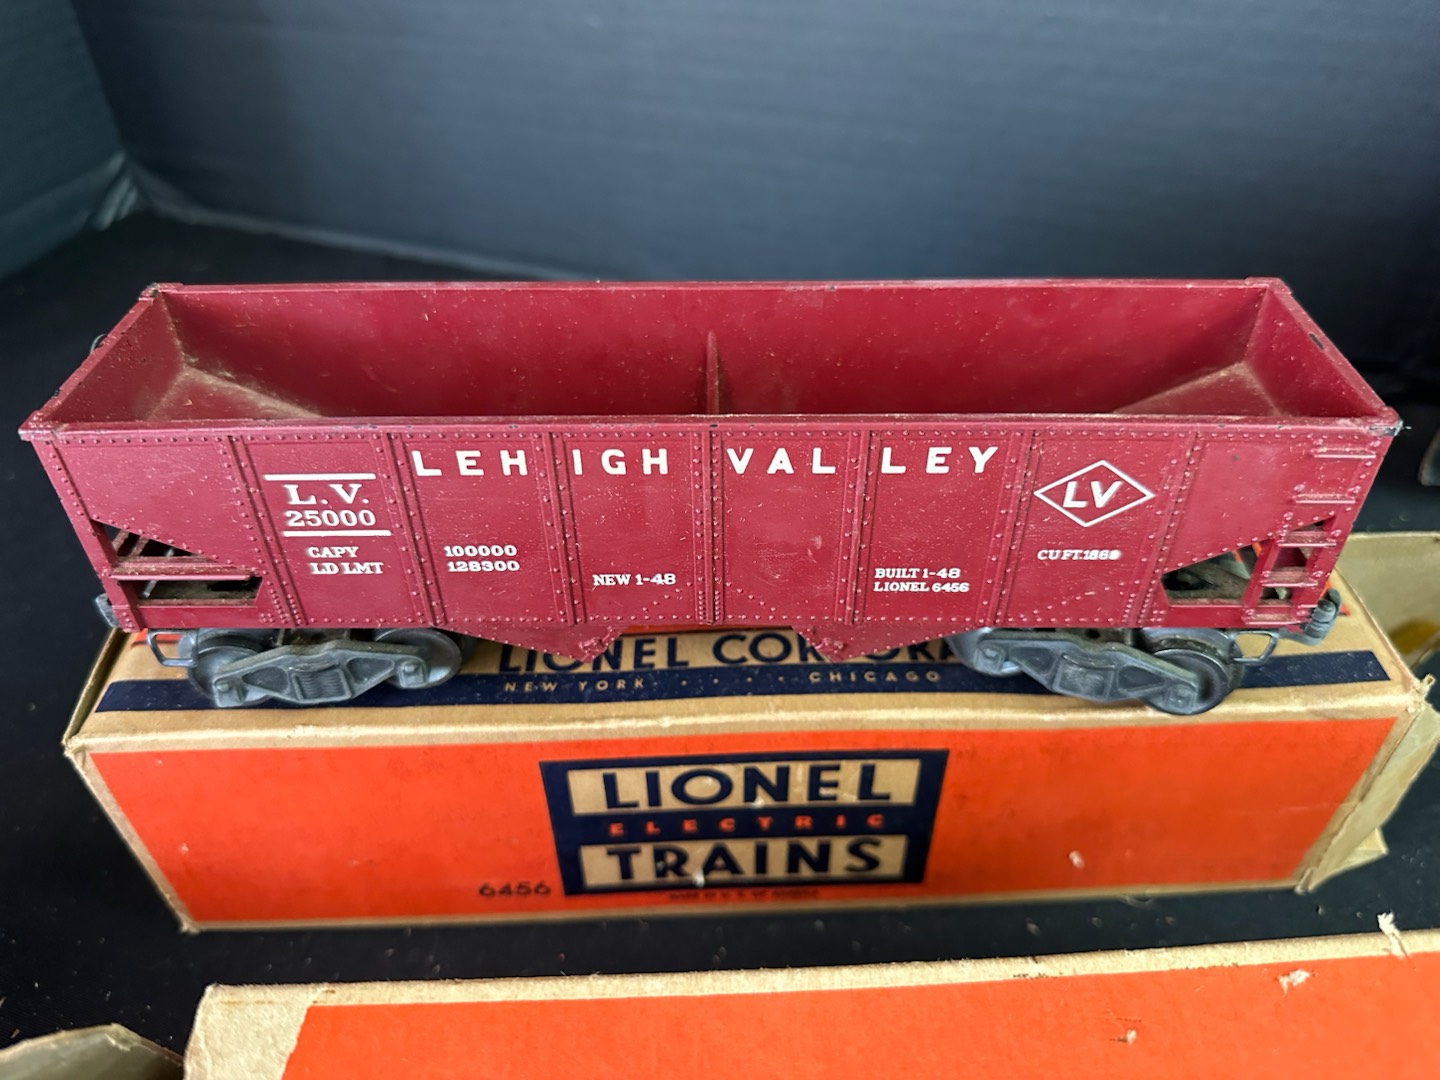 LEHIGH VALLEY
L.V.
25000
CAPY 100000
LD LMT 128300
NEW 1-48
BUILT 1-48
LIONEL 6456
LV
CU FT.
LIONEL
NEW YORK · · · · CHICAGO
LIONEL
ELECTRIC
TRAINS
6456